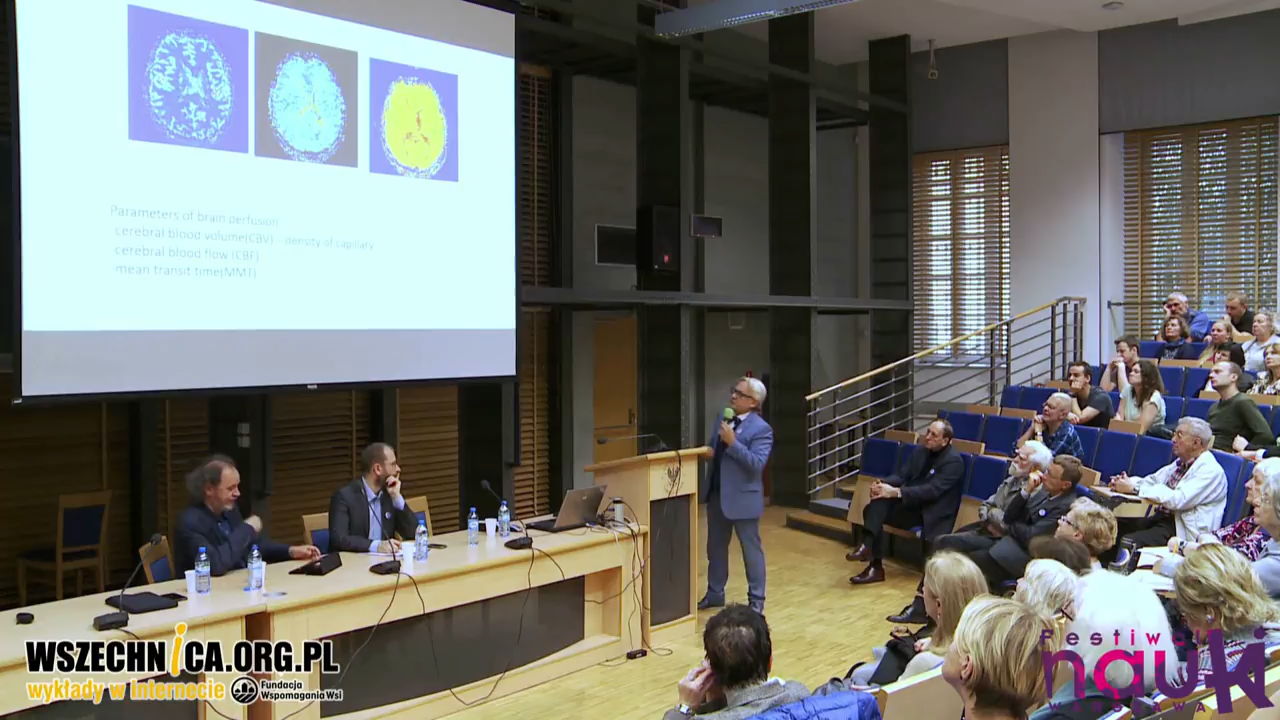 Parameters of brain perfusion
cerebral blood volume(CBV) - density of capillary
cerebral blood flow (CBF)
mean transit time(MMT)
WSZECHNiCA.ORG.PL
wykłady w internecie
Fundacja
Wspomagania Wsi
Festiwal
nauki
WARSZAWA